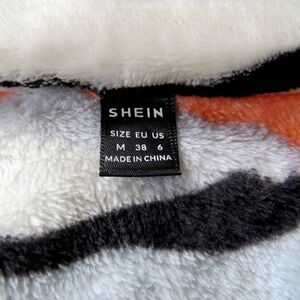 SHEIN
SIZE EU US
M 38 6
MADE IN CHINA